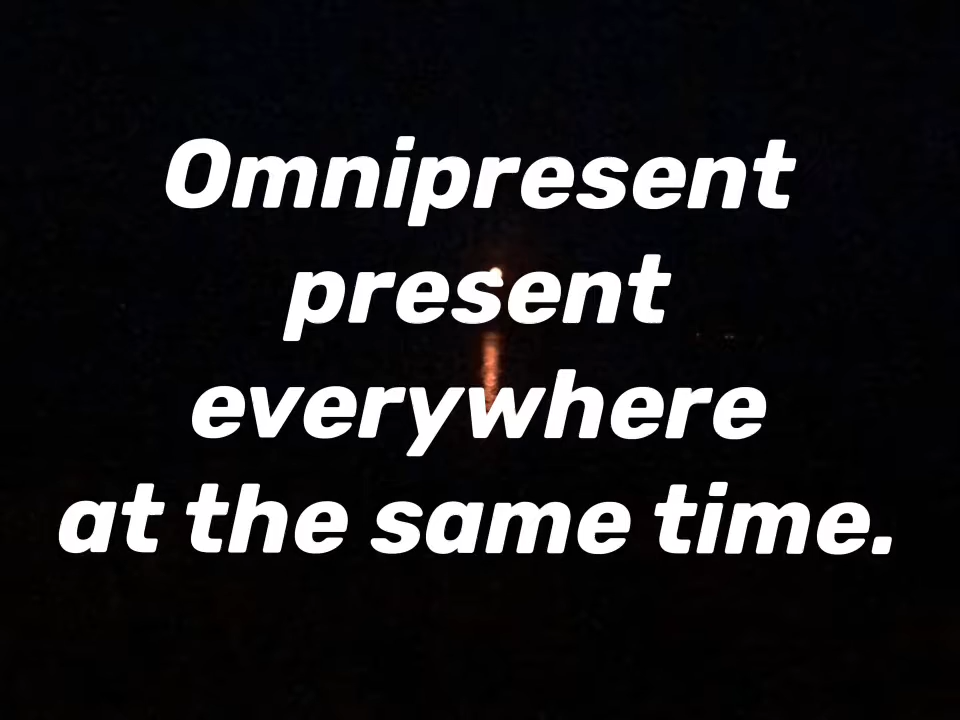 Omnipresent
present
everywhere
at the same time.